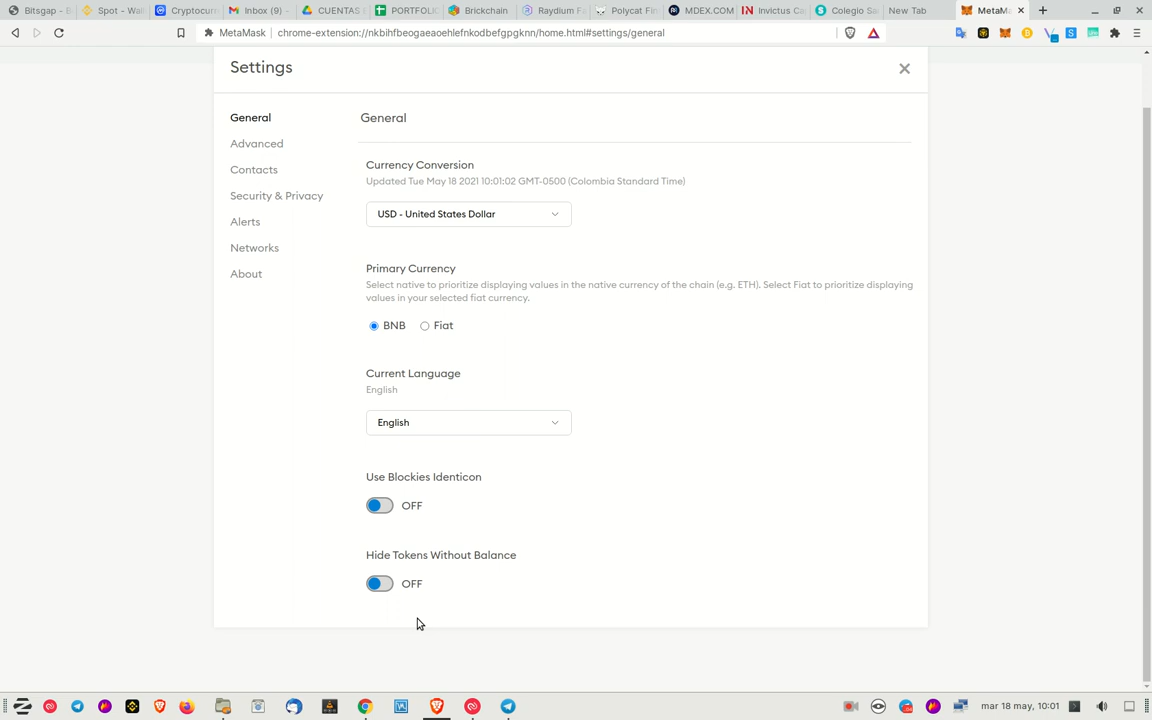 Bitsgap - B
Spot - Wal
Cryptocurr
Inbox (9) -
CUENTAS
PORTFOLIO
Brickchain
Raydium Fa
Polycat Fin
MDEX.COM
Invictus Ca
Colegio Sa
New Tab
MetaM
MetaMask
chrome-extension://nkbihfbeogaeaoehlefnkodbefgpgknn/home.html#settings/general
Settings
General
Advanced
Contacts
Security & Privacy
Alerts
Networks
About
General
Currency Conversion
Updated Tue May 18 2021 10:01:02 GMT-0500 (Colombia Standard Time)
USD - United States Dollar
Primary Currency
Select native to prioritize displaying values in the native currency of the chain (e.g. ETH). Select Fiat to prioritize displaying
values in your selected fiat currency.
BNB Fiat
Current Language
English
English
Use Blockies Identicon
OFF
Hide Tokens Without Balance
OFF
mar 18 may, 10:01